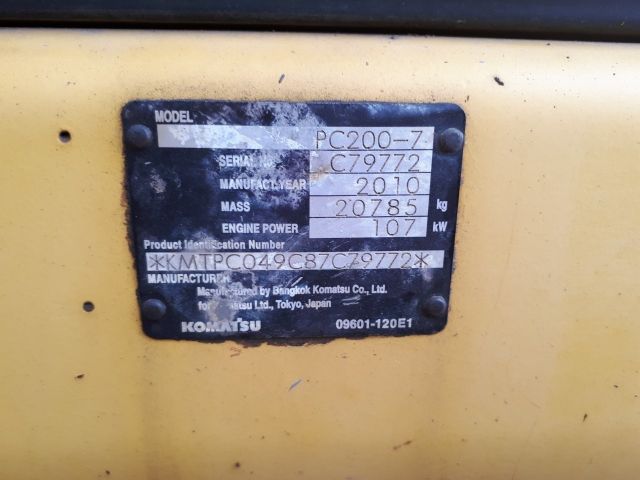 MODEL
PC200-7
SERIAL NO. C79772
MANUFACT. YEAR 2010
MASS 20785 kg
ENGINE POWER 107 kW
Product Identification Number
*KMTPC049C87C79772*
MANUFACTURER
Manufactured by Bangkok Komatsu Co., Ltd.
for Komatsu Ltd., Tokyo, Japan
KOMATSU 09601-120E1